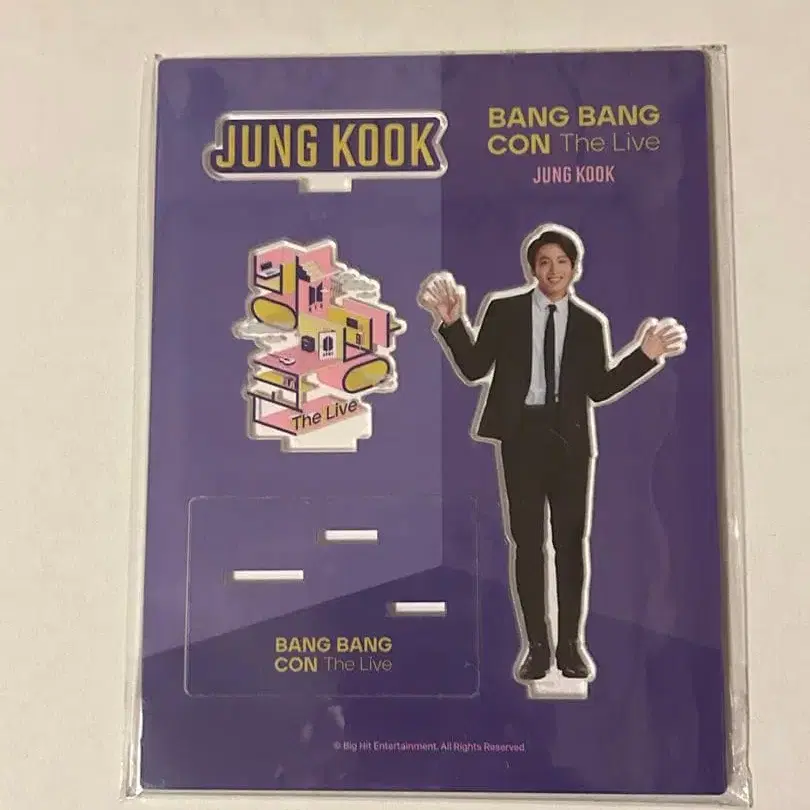 JUNG KOOK
BANG BANG
CON The Live
JUNG KOOK
The Live
BANG BANG
CON The Live
© Big Hit Entertainment. All Rights Reserved.